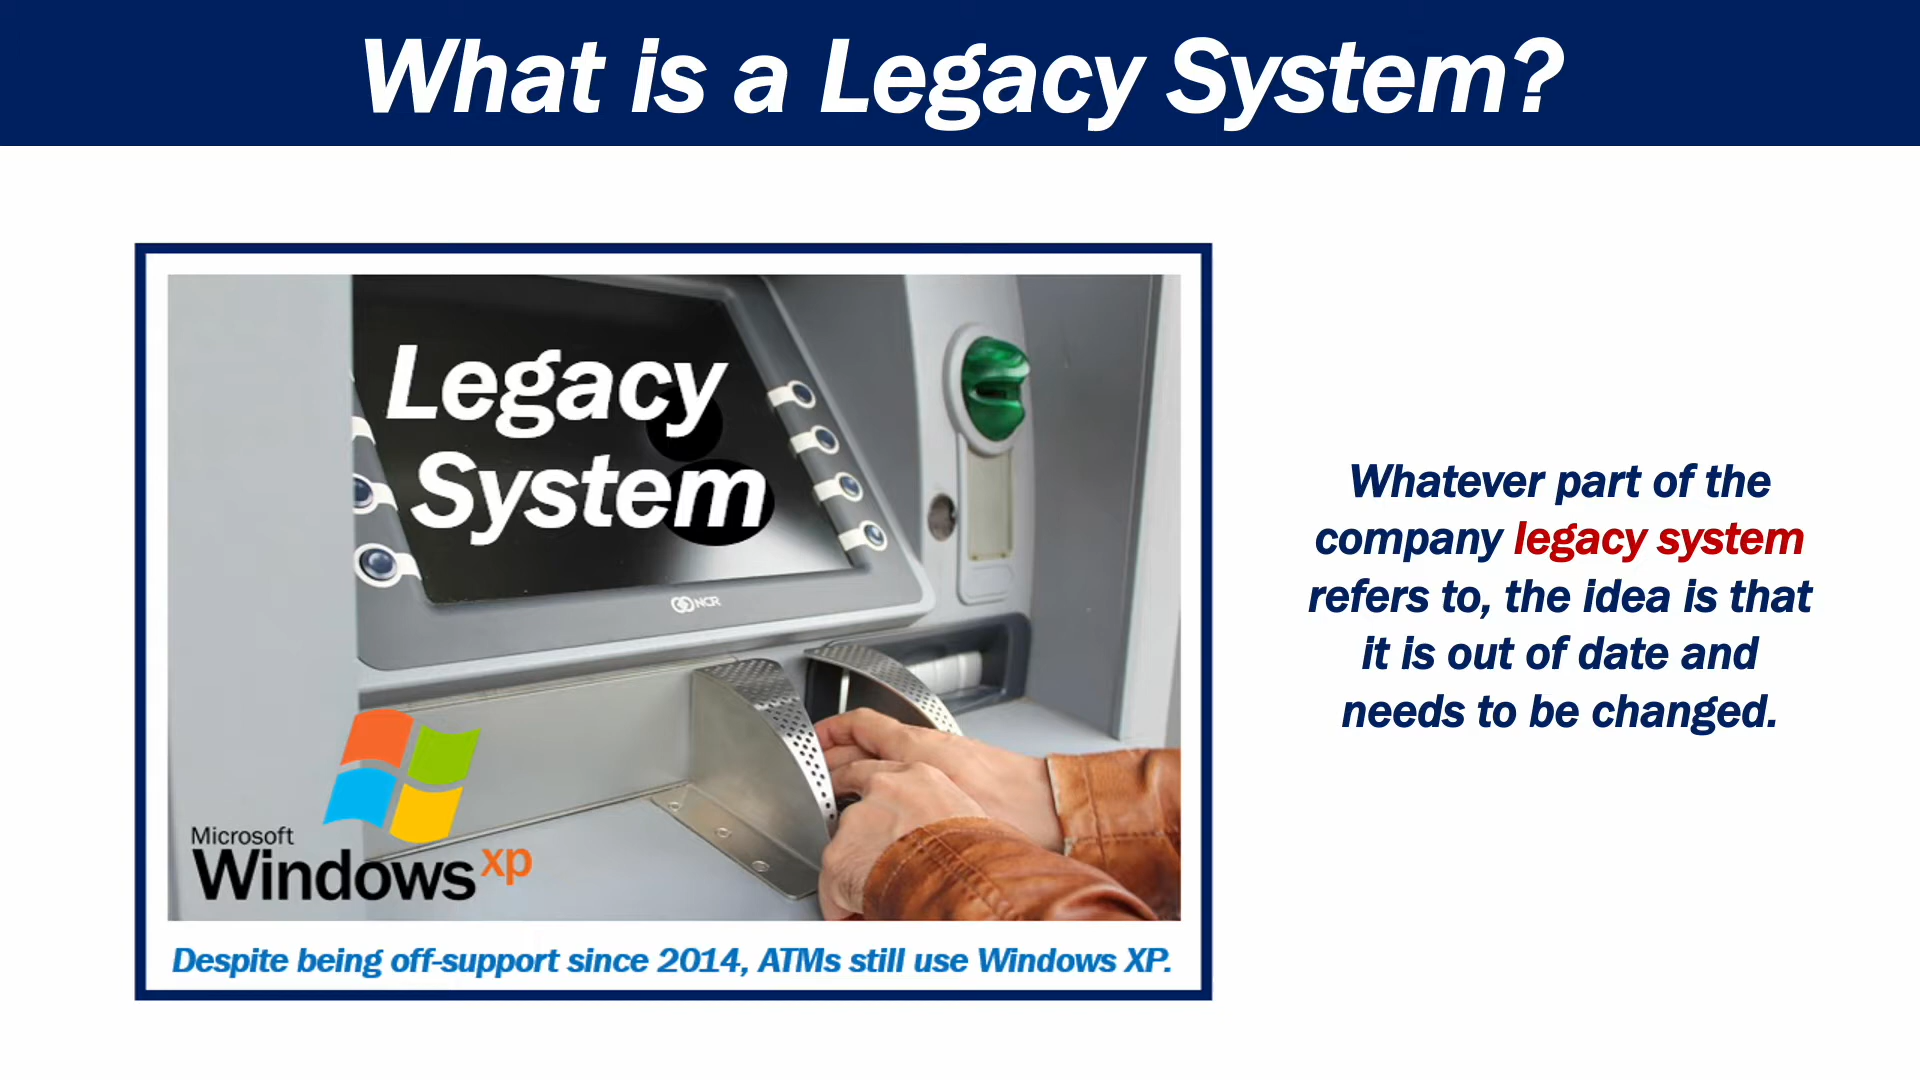 What is a Legacy System?
Legacy
System
NCR
Microsoft
Windows xp
Despite being off-support since 2014, ATMs still use Windows XP.
Whatever part of the
company legacy system
refers to, the idea is that
it is out of date and
needs to be changed.